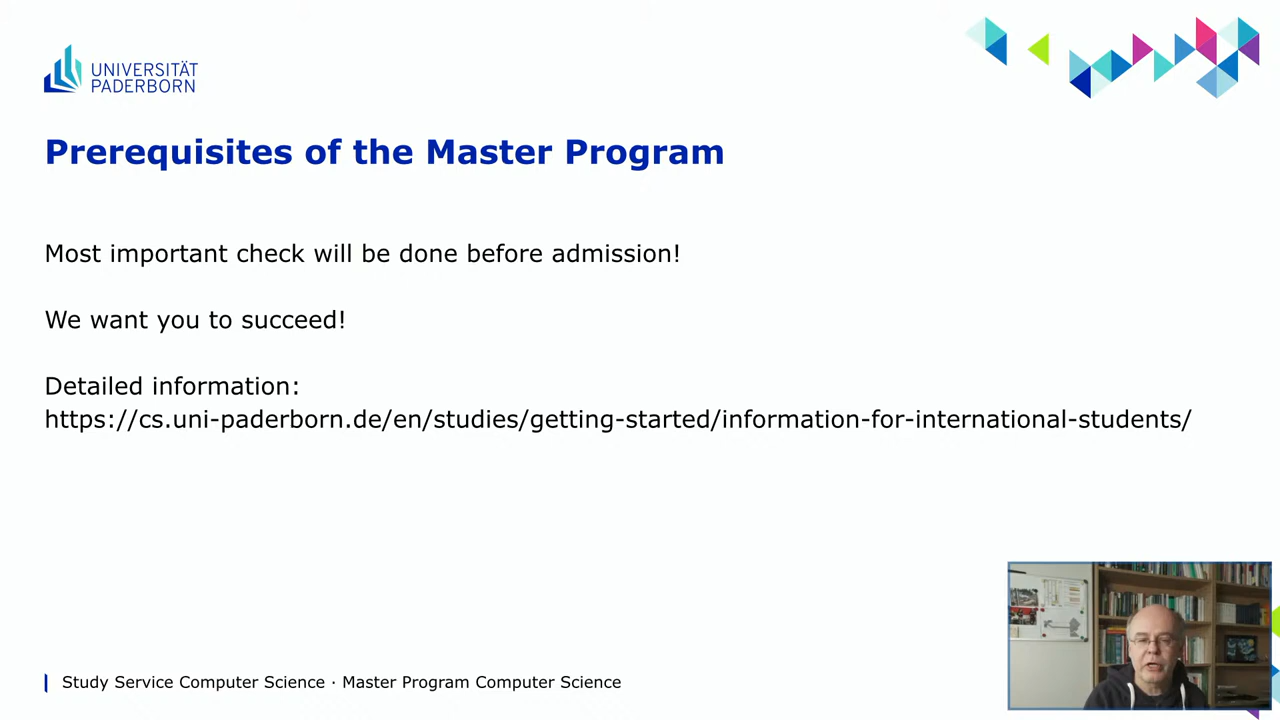 UNIVERSITÄT
PADERBORN
Prerequisites of the Master Program
Most important check will be done before admission!
We want you to succeed!
Detailed information:
https://cs.uni-paderborn.de/en/studies/getting-started/information-for-international-students/
Study Service Computer Science · Master Program Computer Science